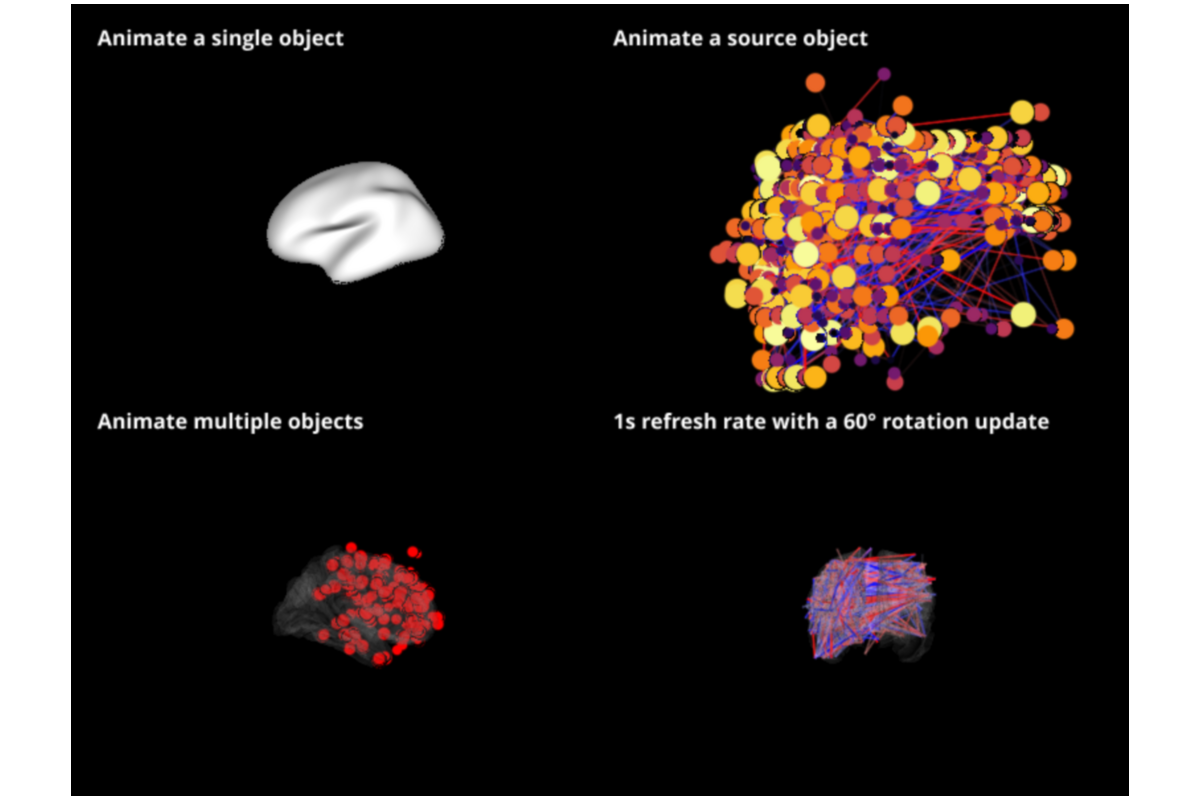 Animate a single object
Animate a source object
Animate multiple objects
1s refresh rate with a 60° rotation update